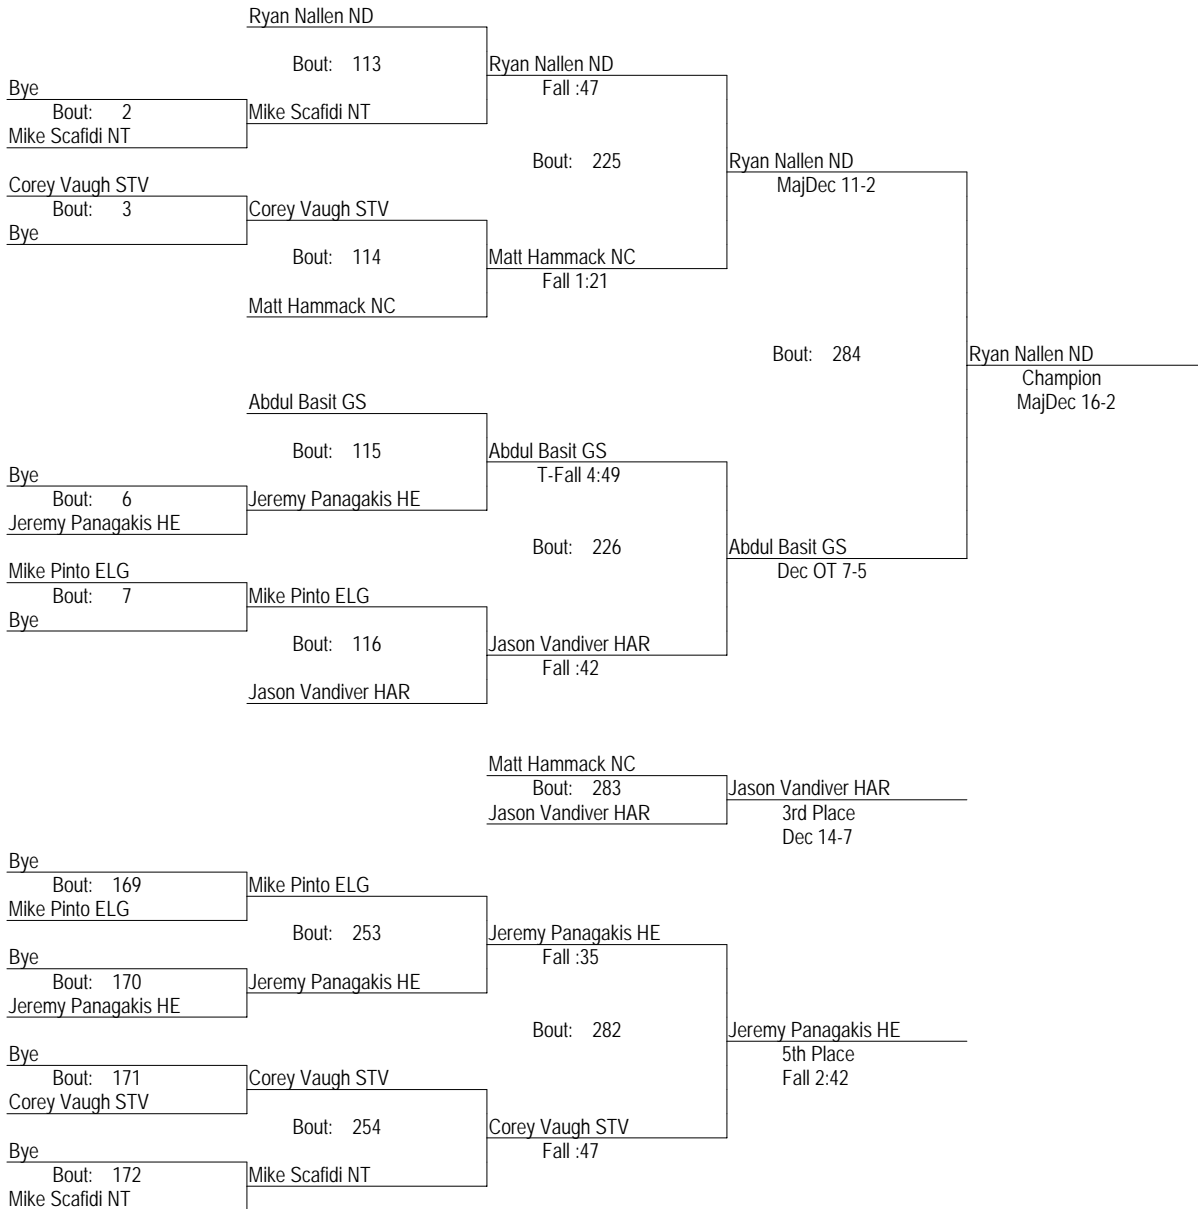 Ryan Nallen ND
Bout: 113
Ryan Nallen ND
Fall :47
Bye
Bout: 2
Mike Scafidi NT
Mike Scafidi NT
Bout: 225
Ryan Nallen ND
MajDec 11-2
Corey Vaugh STV
Bout: 3
Corey Vaugh STV
Bye
Bout: 114
Matt Hammack NC
Fall 1:21
Matt Hammack NC
Bout: 284
Ryan Nallen ND
Champion
MajDec 16-2
Abdul Basit GS
Bout: 115
Abdul Basit GS
T-Fall 4:49
Bye
Bout: 6
Jeremy Panagakis HE
Jeremy Panagakis HE
Bout: 226
Abdul Basit GS
Dec OT 7-5
Mike Pinto ELG
Bout: 7
Mike Pinto ELG
Bye
Bout: 116
Jason Vandiver HAR
Fall :42
Jason Vandiver HAR
Matt Hammack NC
Bout: 283
Jason Vandiver HAR
Jason Vandiver HAR
3rd Place
Dec 14-7
Bye
Bout: 169
Mike Pinto ELG
Mike Pinto ELG
Bout: 253
Jeremy Panagakis HE
Fall :35
Bye
Bout: 170
Jeremy Panagakis HE
Jeremy Panagakis HE
Bout: 282
Jeremy Panagakis HE
5th Place
Fall 2:42
Bye
Bout: 171
Corey Vaugh STV
Corey Vaugh STV
Bout: 254
Corey Vaugh STV
Fall :47
Bye
Bout: 172
Mike Scafidi NT
Mike Scafidi NT